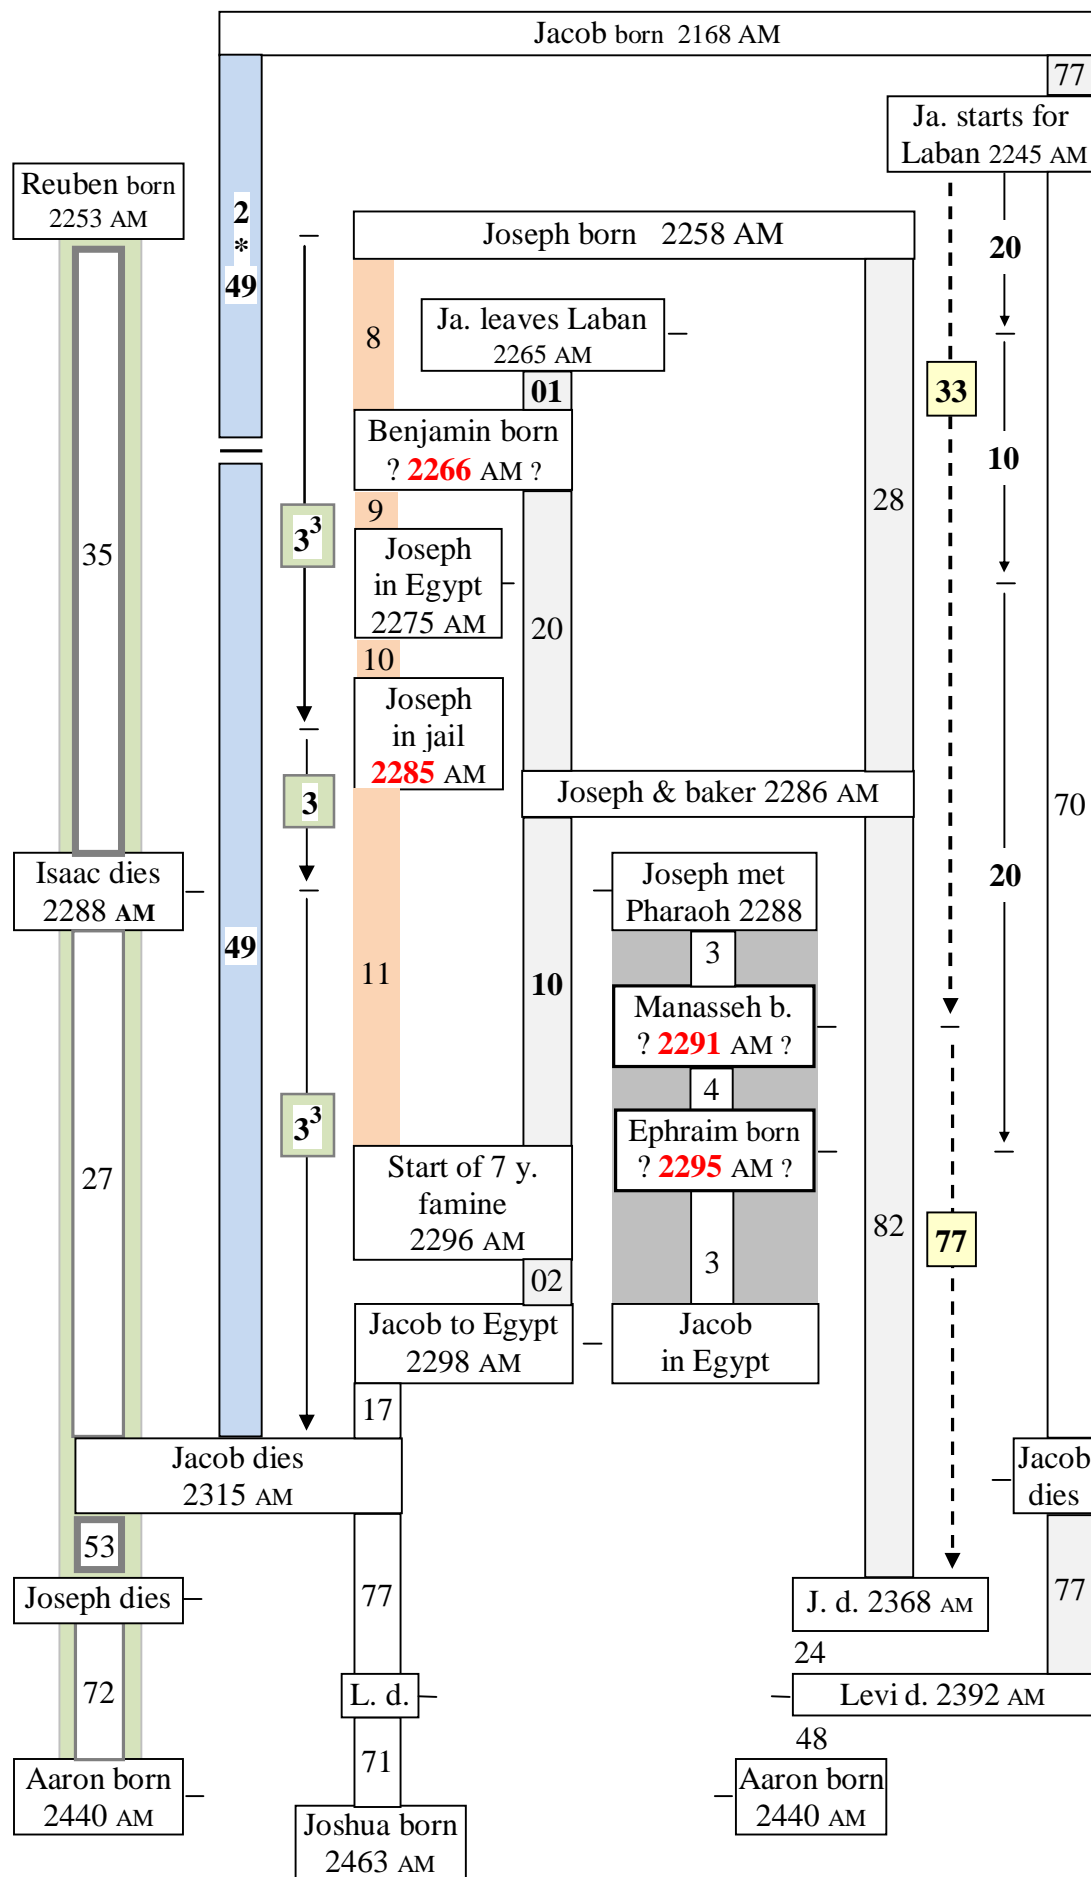 Jacob born 2168 AM
77
Ja. starts for
Laban 2245 AM
Reuben born
2253 AM
2
*
49
Joseph born 2258 AM
20
8
Ja. leaves Laban
2265 AM
01
33
Benjamin born
? 2266 AM ?
10
28
9
3³
35
Joseph
in Egypt
2275 AM
20
10
Joseph
in jail
2285 AM
3
Joseph & baker 2286 AM
70
Isaac dies
2288 AM
Joseph met
Pharaoh 2288
20
49
3
11
10
Manasseh b.
? 2291 AM ?
4
3³
Ephraim born
? 2295 AM ?
27
Start of 7 y.
famine
2296 AM
82
77
3
02
Jacob to Egypt
2298 AM
Jacob
in Egypt
17
Jacob dies
2315 AM
Jacob
dies
53
Joseph dies
77
J. d. 2368 AM
77
24
72
L. d.
Levi d. 2392 AM
48
71
Aaron born
2440 AM
Aaron born
2440 AM
Joshua born
2463 AM